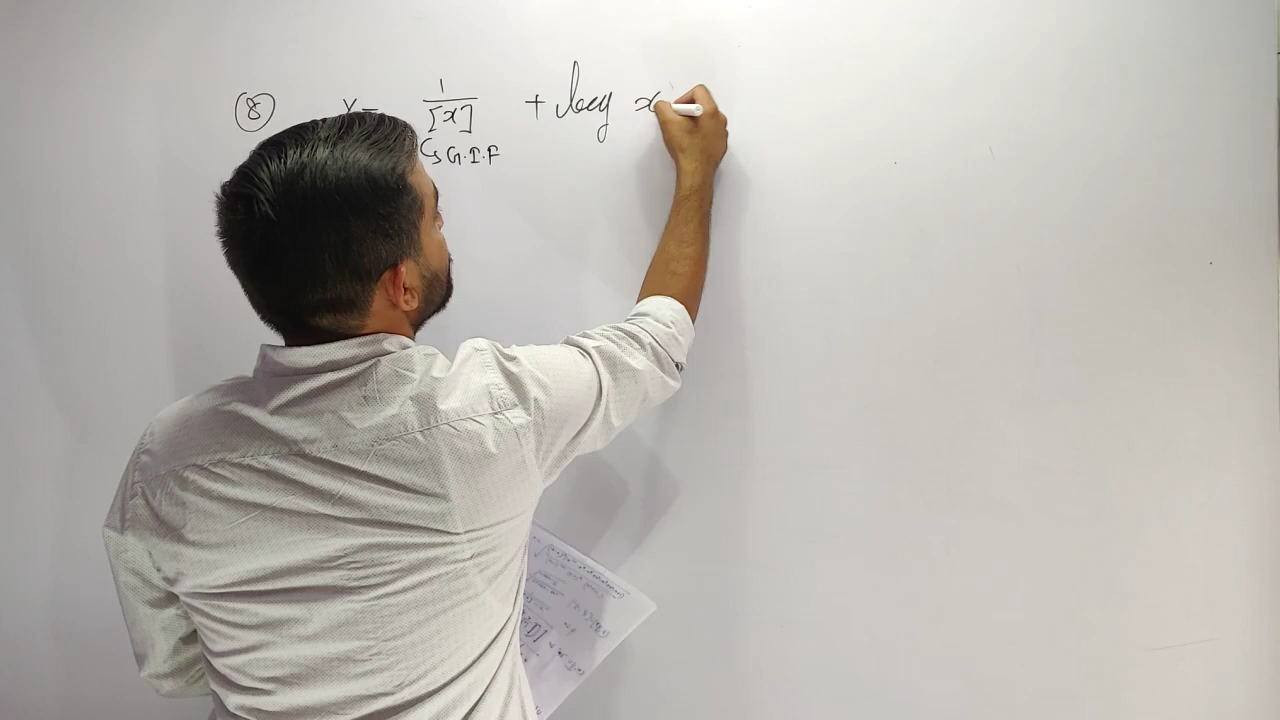 ⑧ y = 1/[x] + log x
↳ G.I.F